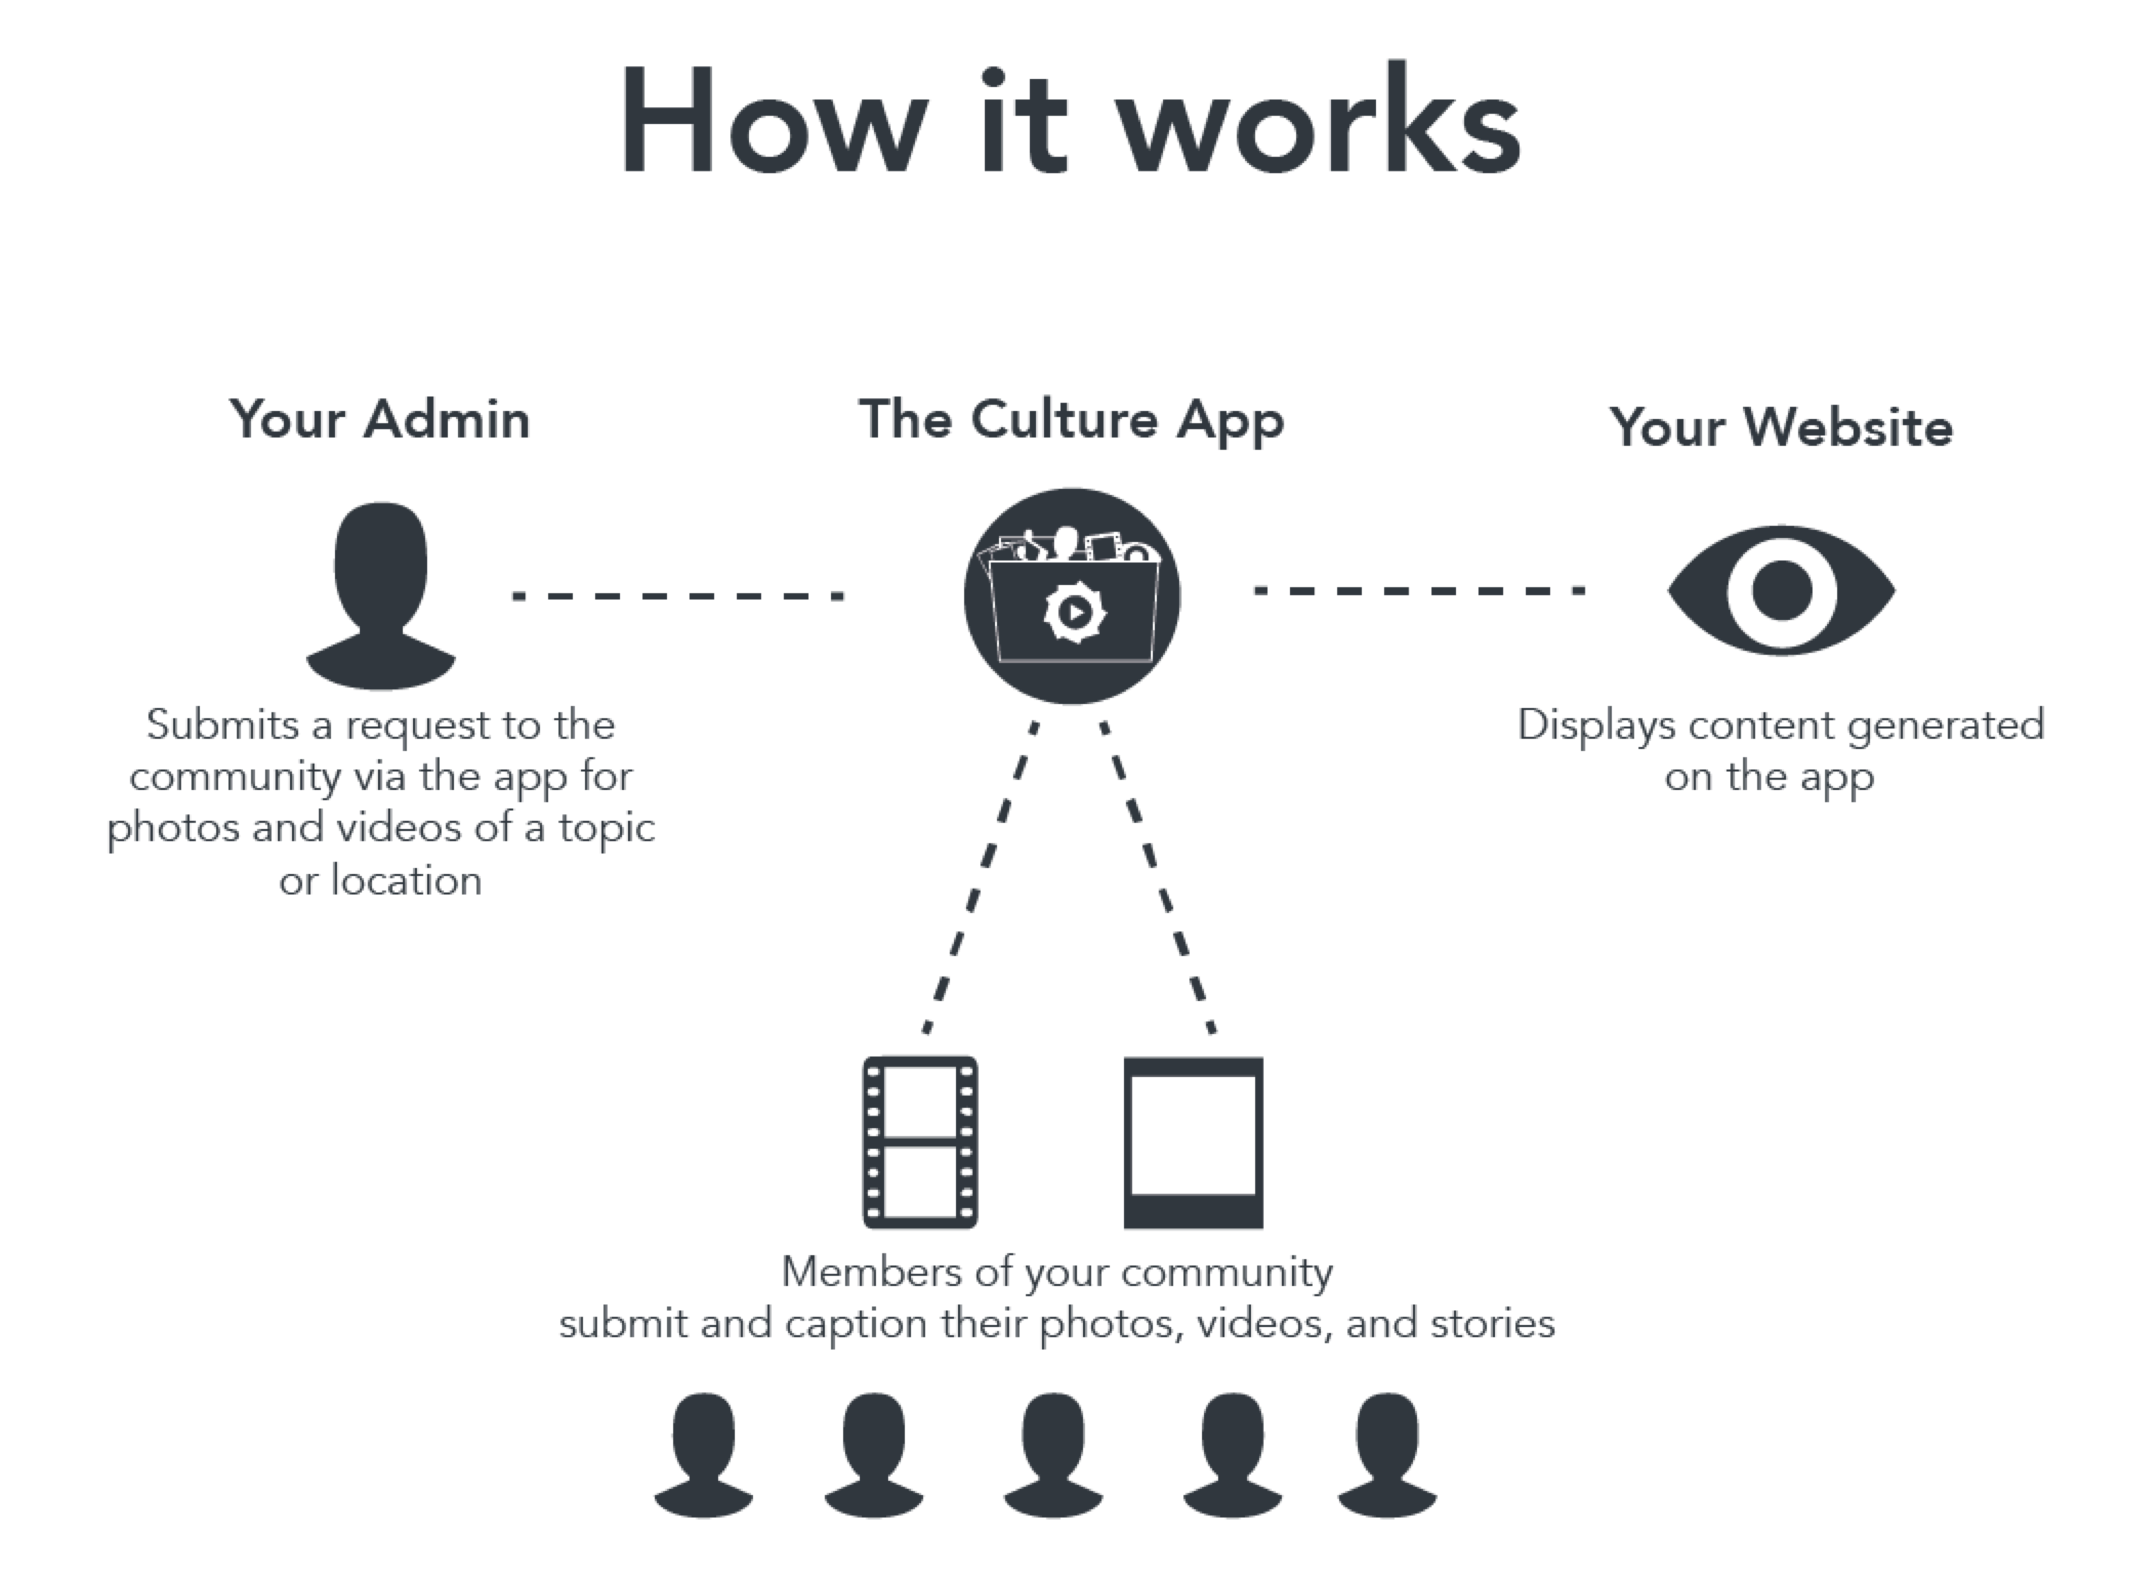 How it works
Your Admin
The Culture App
Your Website
Submits a request to the
community via the app for
photos and videos of a topic
or location
Displays content generated
on the app
Members of your community
submit and caption their photos, videos, and stories